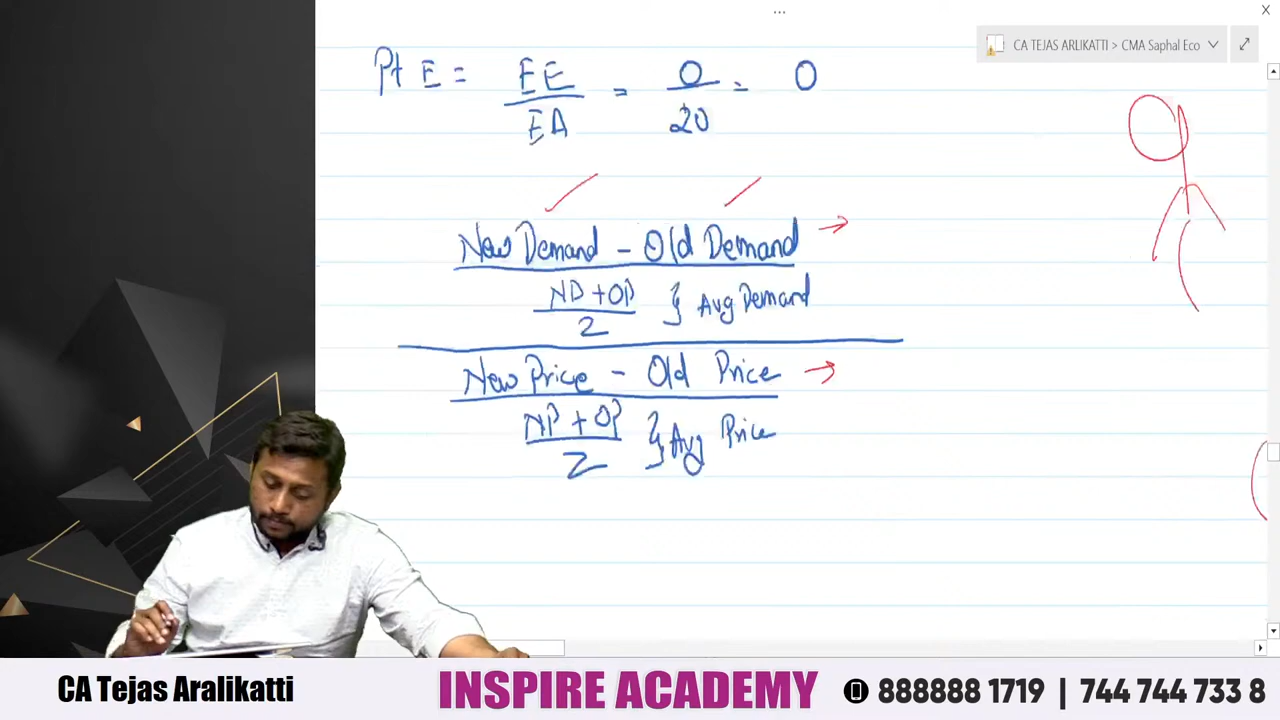 ...
CA TEJAS ARLIKATTI > CMA Saphal Eco
Pt E = EE / EA = 0 / 20 = 0
New Demand - Old Demand
ND + OD / 2 } Avg Demand
New Price - Old Price
NP + OP / 2 } Avg Price
CA Tejas Aralikatti INSPIRE ACADEMY 888888 1719 | 744 744 733 8